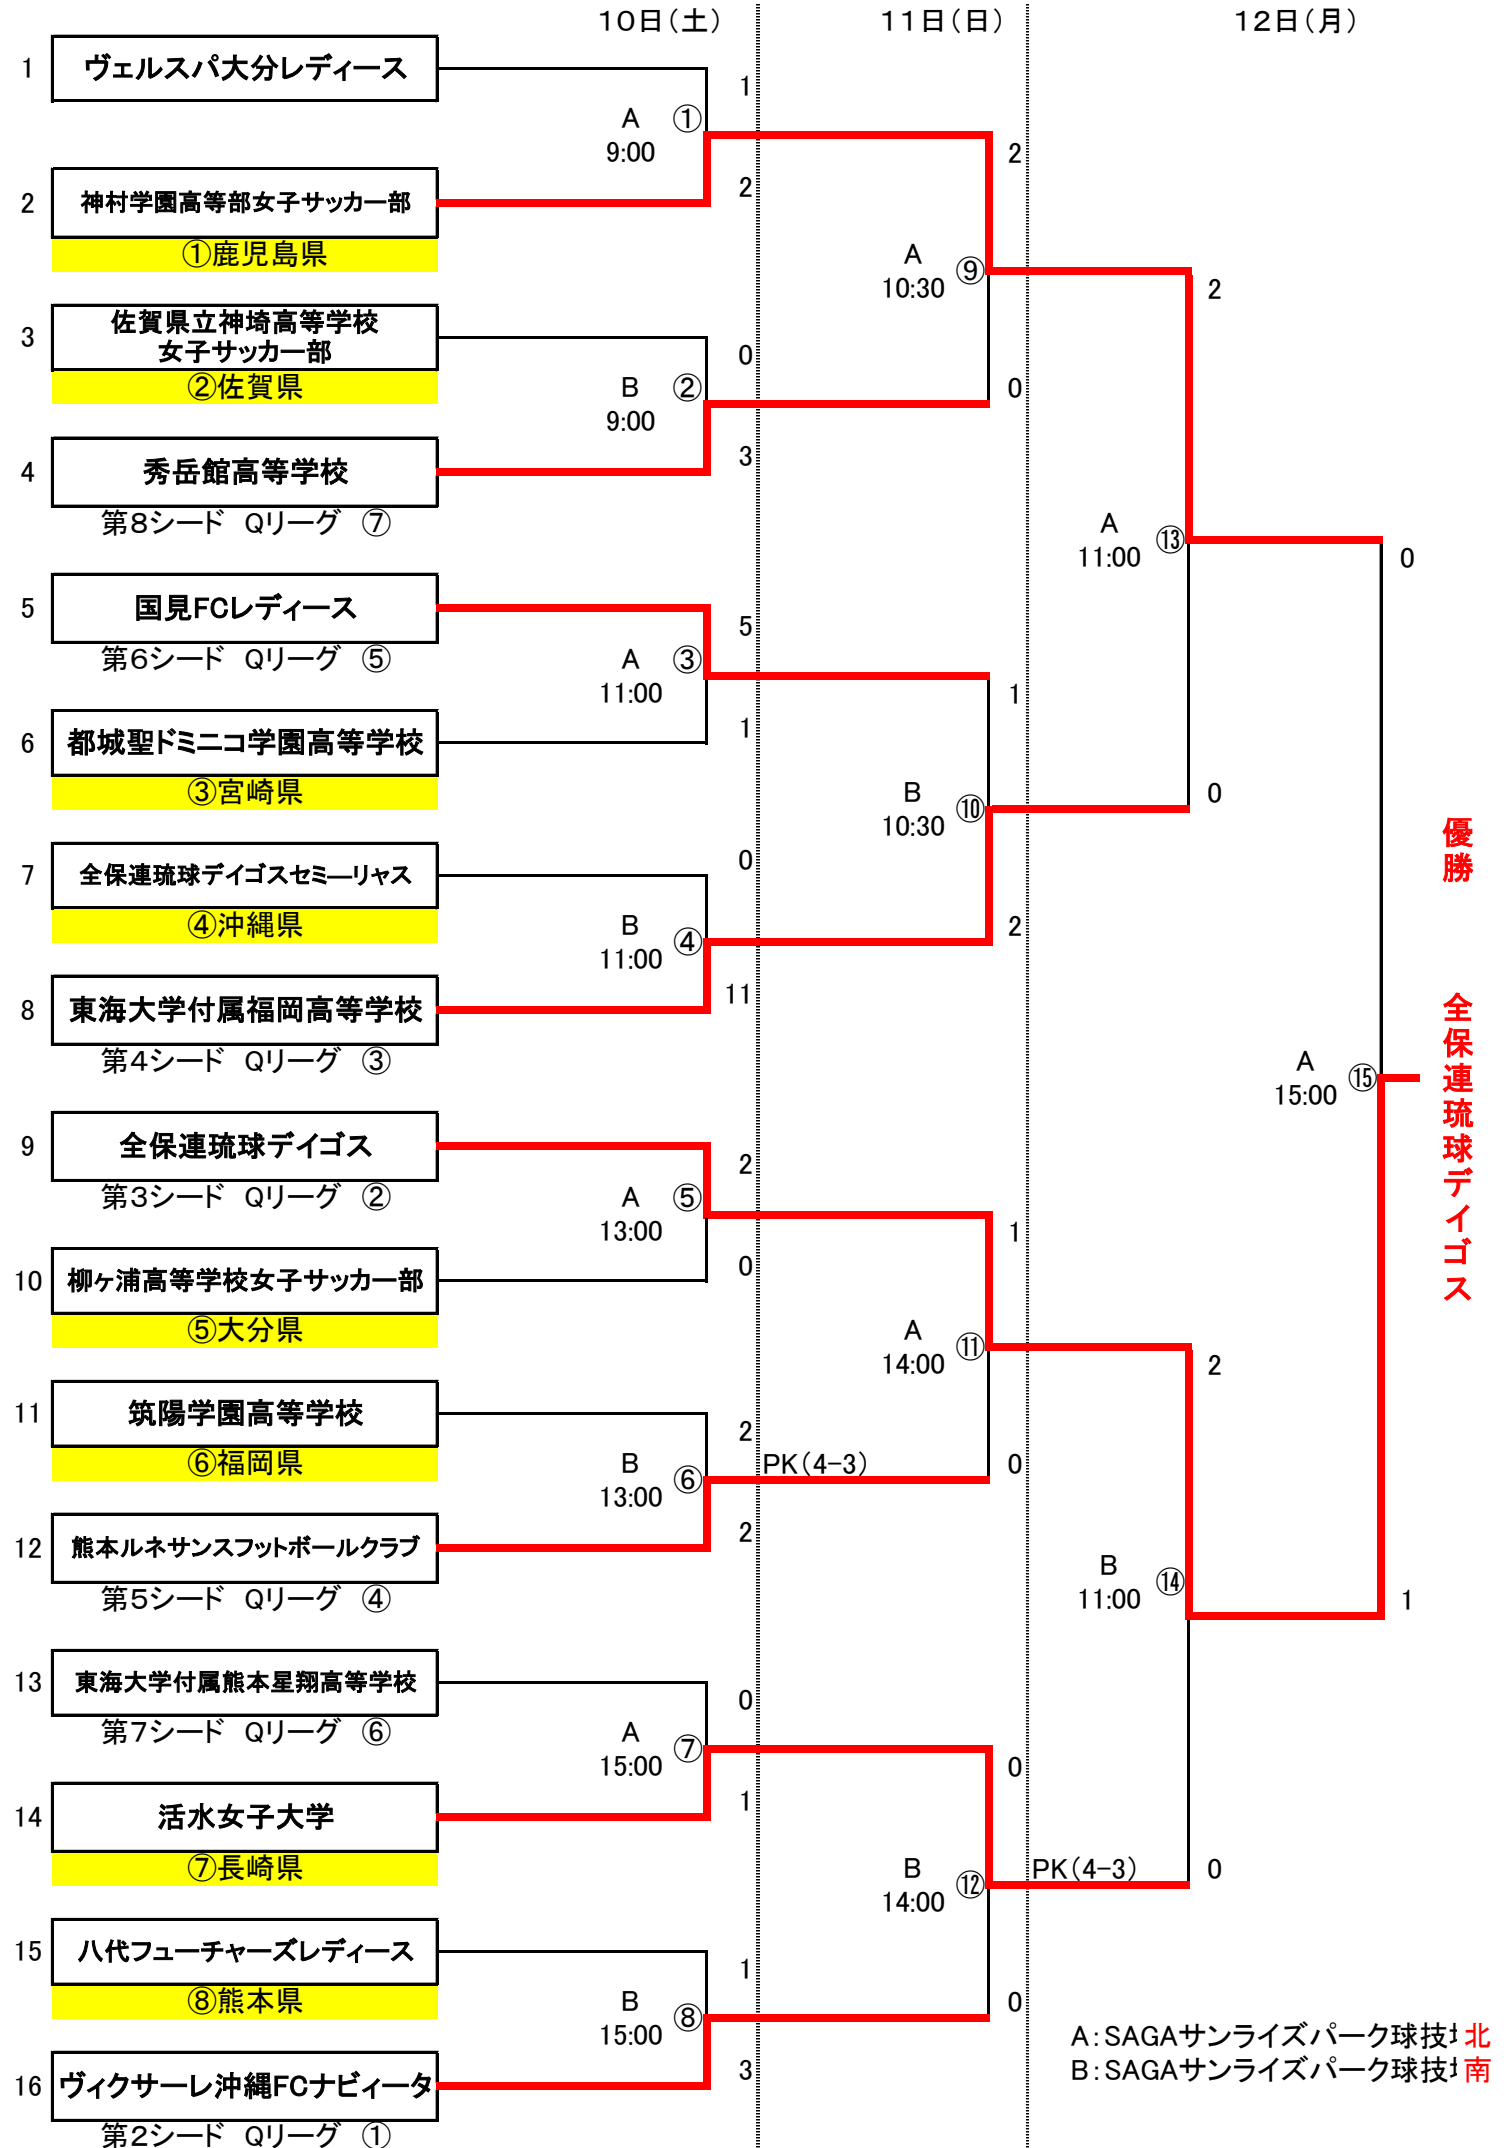 10日(土)
11日(日)
12日(月)
1
ヴェルスパ大分レディース
1
A
①
9:00
2
2
神村学園高等部女子サッカー部
2
①鹿児島県
A
⑨
10:30
2
3
佐賀県立神埼高等学校
女子サッカー部
0
②佐賀県
B
②
0
9:00
4
秀岳館高等学校
3
第8シード Qリーグ ⑦
A
⑬
11:00
0
5
国見FCレディース
5
第6シード Qリーグ ⑤
A
③
11:00
1
6
都城聖ドミニコ学園高等学校
1
③宮崎県
B
⑩
0
10:30
優勝
7
全保連琉球デイゴスセミーリャス
0
④沖縄県
B
④
2
11:00
8
東海大学付属福岡高等学校
11
第4シード Qリーグ ③
A
⑮
15:00
全保連琉球デイゴス
9
全保連琉球デイゴス
2
第3シード Qリーグ ②
A
⑤
13:00
1
10
柳ヶ浦高等学校女子サッカー部
0
⑤大分県
A
⑪
14:00
2
11
筑陽学園高等学校
2
⑥福岡県
B
⑥
PK(4-3)
0
13:00
12
熊本ルネサンスフットボールクラブ
2
第5シード Qリーグ ④
B
⑭
11:00
1
13
東海大学付属熊本星翔高等学校
0
第7シード Qリーグ ⑥
A
⑦
15:00
0
14
活水女子大学
1
⑦長崎県
B
⑫
PK(4-3)
0
14:00
15
八代フューチャーズレディース
1
⑧熊本県
B
⑧
0
15:00
16
ヴィクサーレ沖縄FCナビィータ
3
第2シード Qリーグ ①
A:SAGAサンライズパーク球技 北
B:SAGAサンライズパーク球技 南